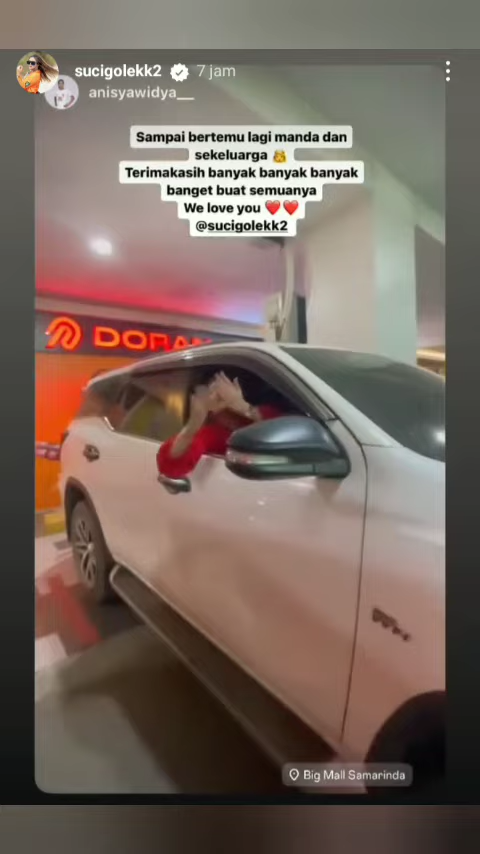 sucigolekk2 7 jam
anisyawidya__
Sampai bertemu lagi manda dan
sekeluarga
Terimakasih banyak banyak banyak
banget buat semuanya
We love you ❤️❤️
@sucigolekk2
DORAN
Big Mall Samarinda